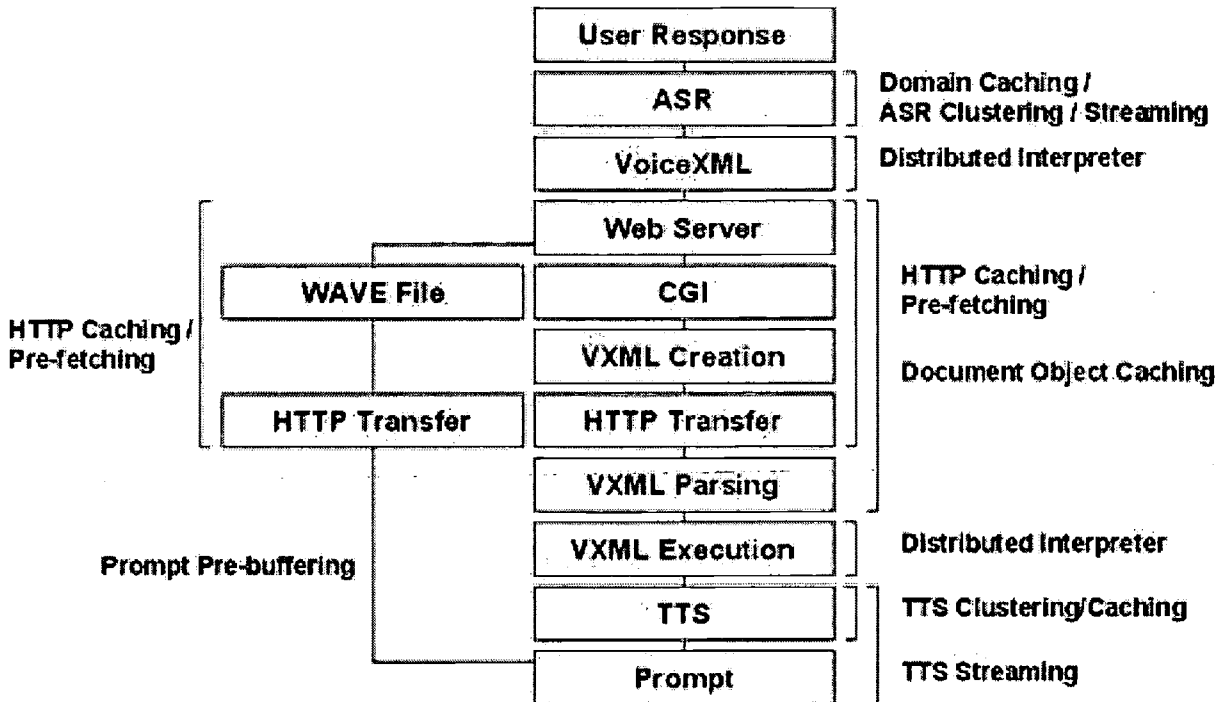 User Response
ASR
Domain Caching /
ASR Clustering / Streaming
VoiceXML
Distributed Interpreter
Web Server
WAVE File
CGI
HTTP Caching /
Pre-fetching
HTTP Caching /
Pre-fetching
VXML Creation
Document Object Caching
HTTP Transfer
HTTP Transfer
VXML Parsing
VXML Execution
Distributed Interpreter
Prompt Pre-buffering
TTS
TTS Clustering/Caching
Prompt
TTS Streaming